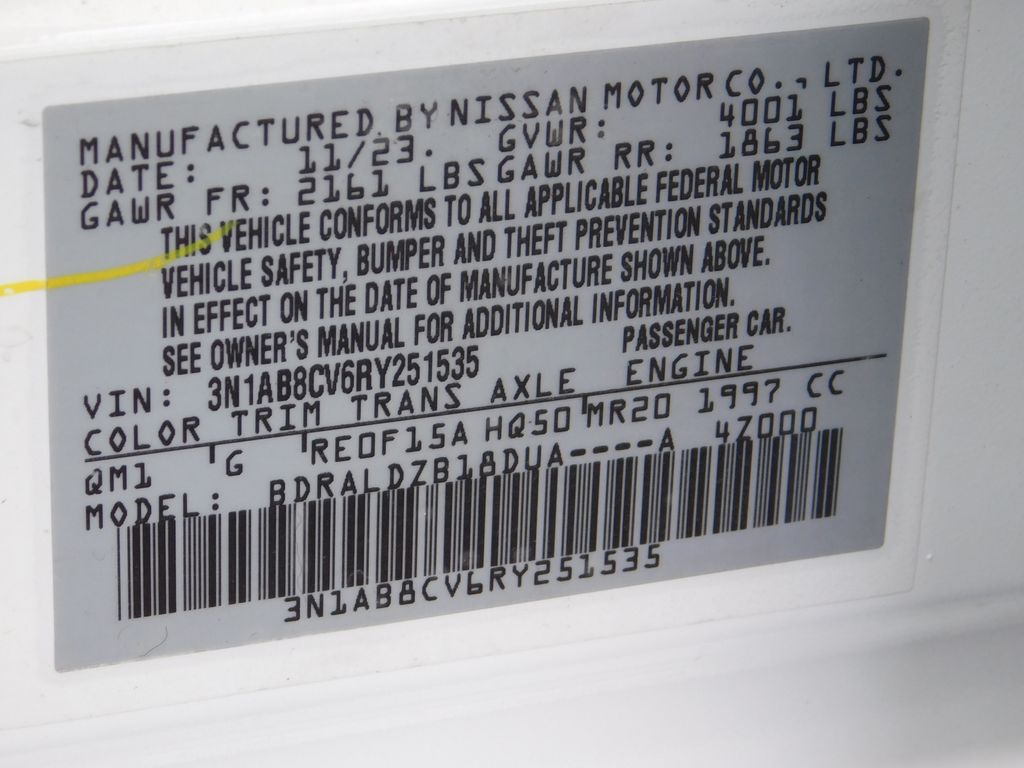 MANUFACTURED BY NISSAN MOTOR CO., LTD.
DATE: 11/23. GVWR: 4001 LBS
GAWR FR: 2161 LBS GAWR RR: 1863 LBS
THIS VEHICLE CONFORMS TO ALL APPLICABLE FEDERAL MOTOR
VEHICLE SAFETY, BUMPER AND THEFT PREVENTION STANDARDS
IN EFFECT ON THE DATE OF MANUFACTURE SHOWN ABOVE.
SEE OWNER'S MANUAL FOR ADDITIONAL INFORMATION.
PASSENGER CAR.
VIN: 3N1AB8CV6RY251535
COLOR TRIM TRANS AXLE ENGINE
QM1 G RE0F15A HQ50 MR20 1997 CC
MODEL: BDRALDZB18DUA----A 4Z000
3N1AB8CV6RY251535